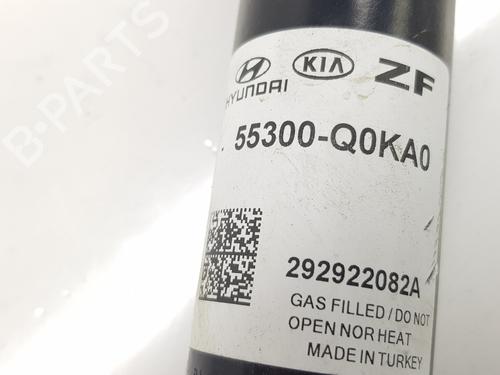 HYUNDAI KIA ZF
55300-Q0KA0
292922082A
GAS FILLED / DO NOT
OPEN NOR HEAT
MADE IN TURKEY
B-PARTS